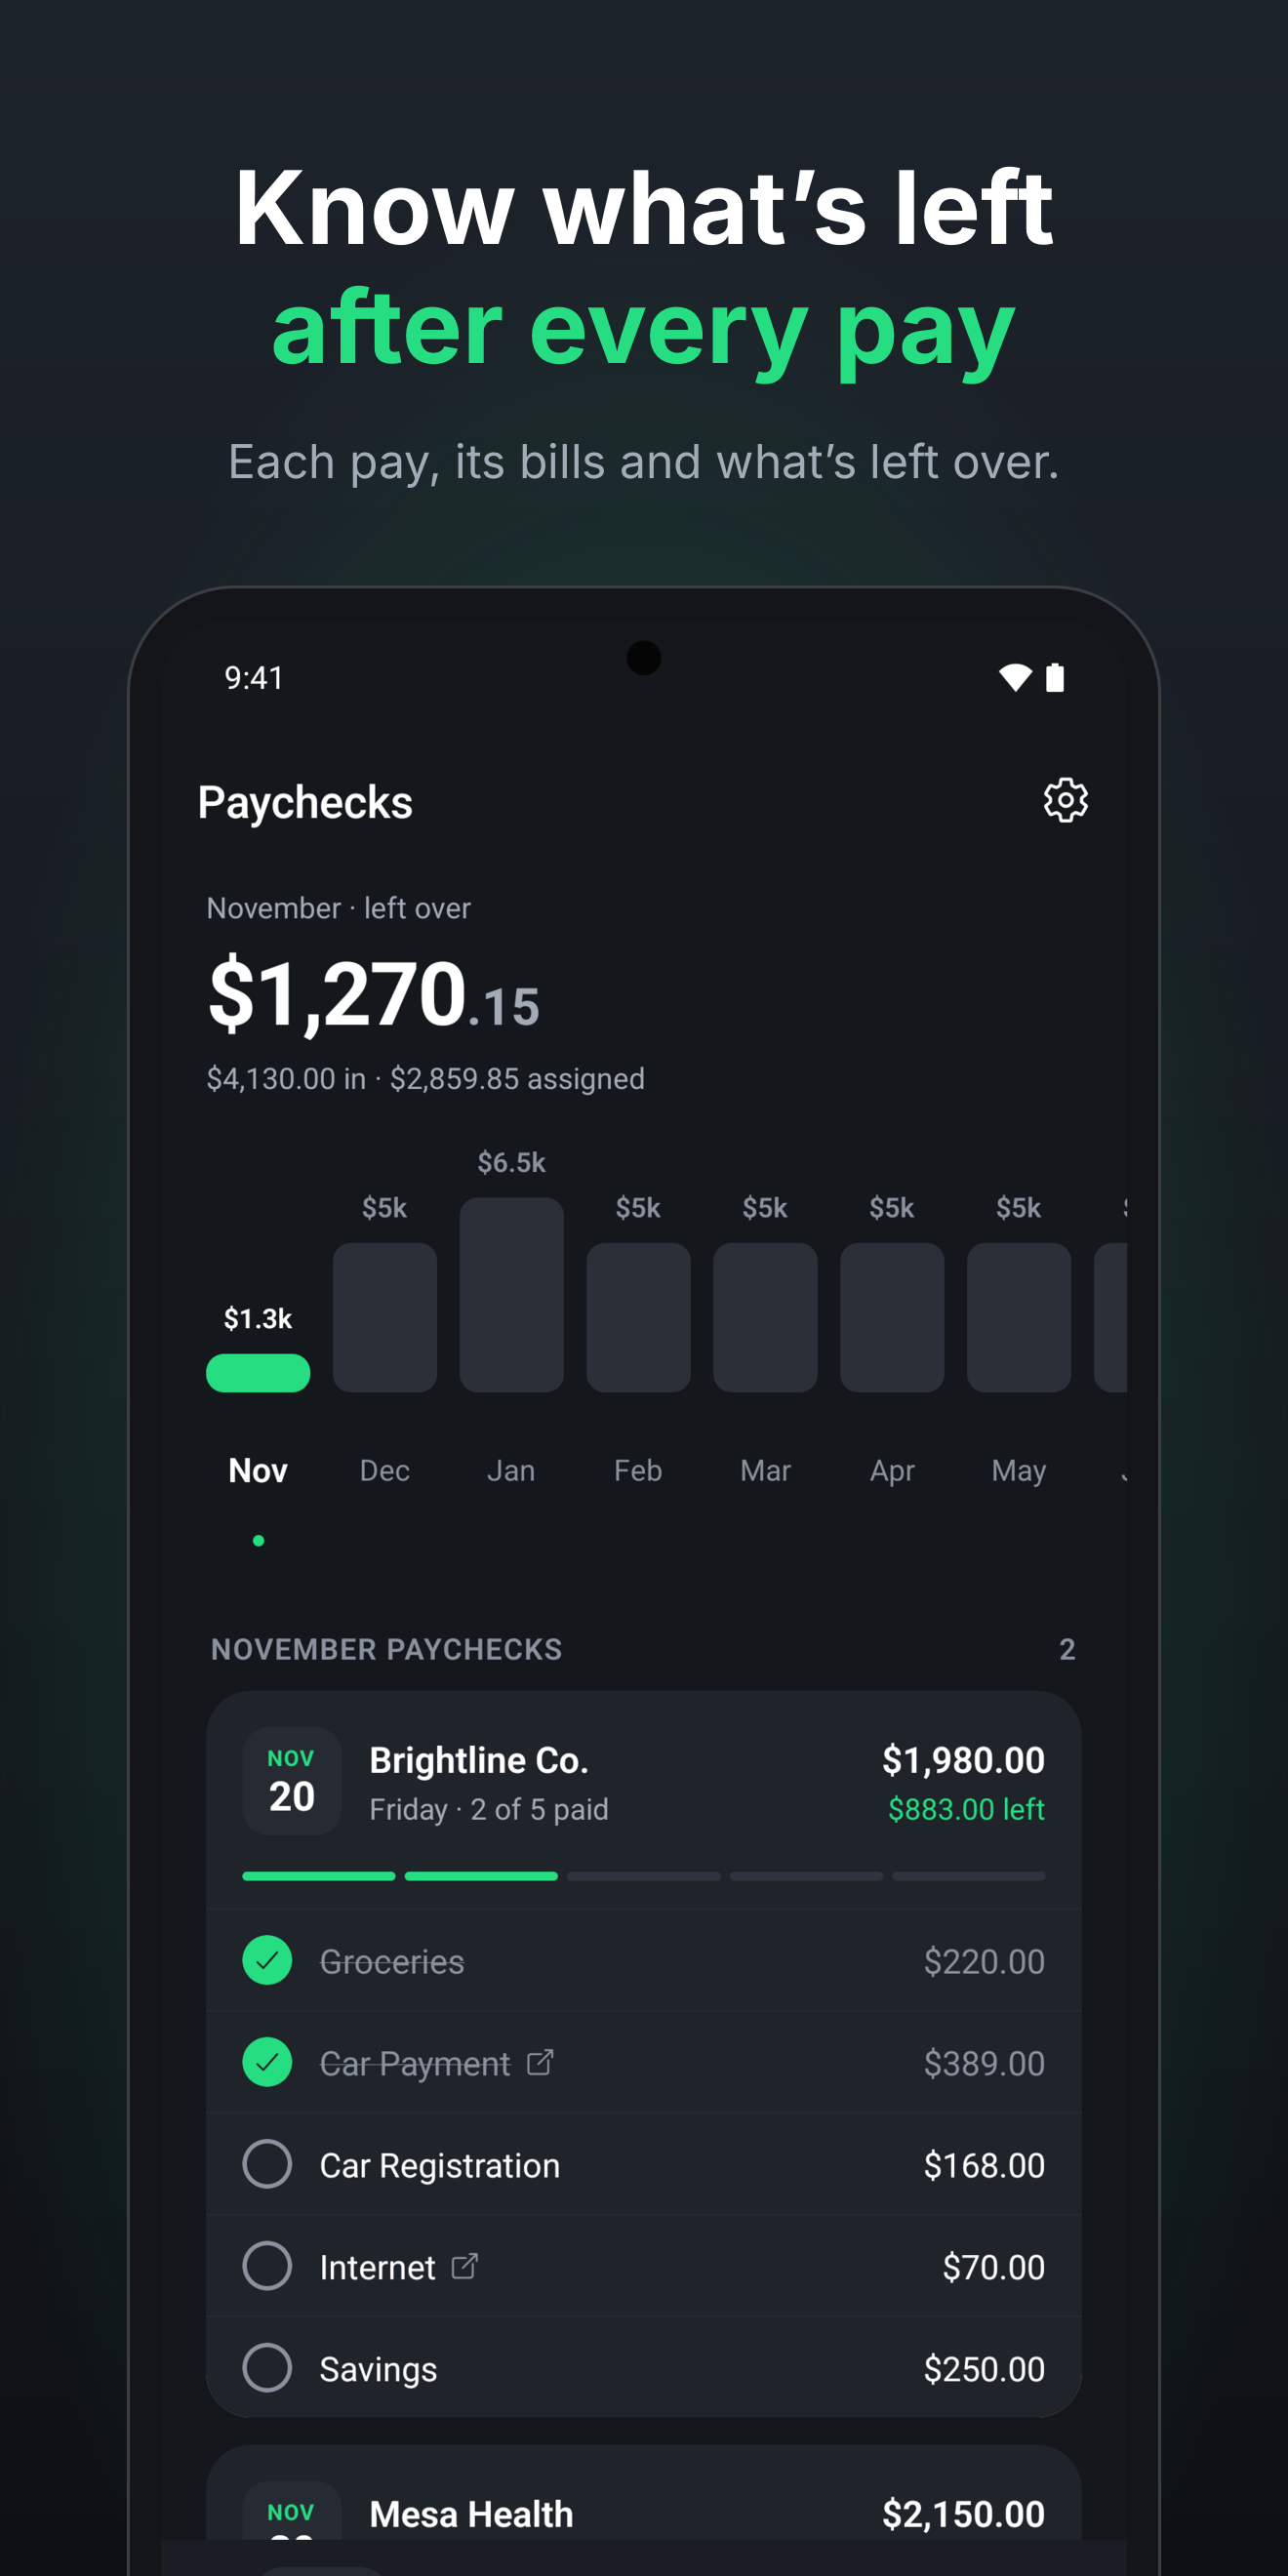 Know what’s left
after every pay
Each pay, its bills and what’s left over.
9:41
Paychecks
November · left over
$1,270.15
$4,130.00 in · $2,859.85 assigned
$6.5k
$5k $5k $5k $5k $5k
$1.3k
Nov Dec Jan Feb Mar Apr May
NOVEMBER PAYCHECKS 2
NOV
20
Brightline Co. $1,980.00
Friday · 2 of 5 paid $883.00 left
Groceries $220.00
Car Payment $389.00
Car Registration $168.00
Internet $70.00
Savings $250.00
NOV
Mesa Health $2,150.00